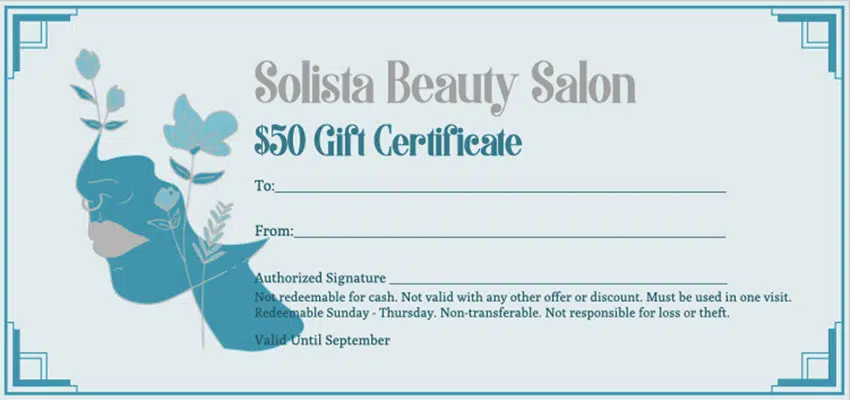 Solista Beauty Salon
$50 Gift Certificate
To:
From:
Authorized Signature
Not redeemable for cash. Not valid with any other offer or discount. Must be used in one visit.
Redeemable Sunday - Thursday. Non-transferable. Not responsible for loss or theft.
Valid Until September